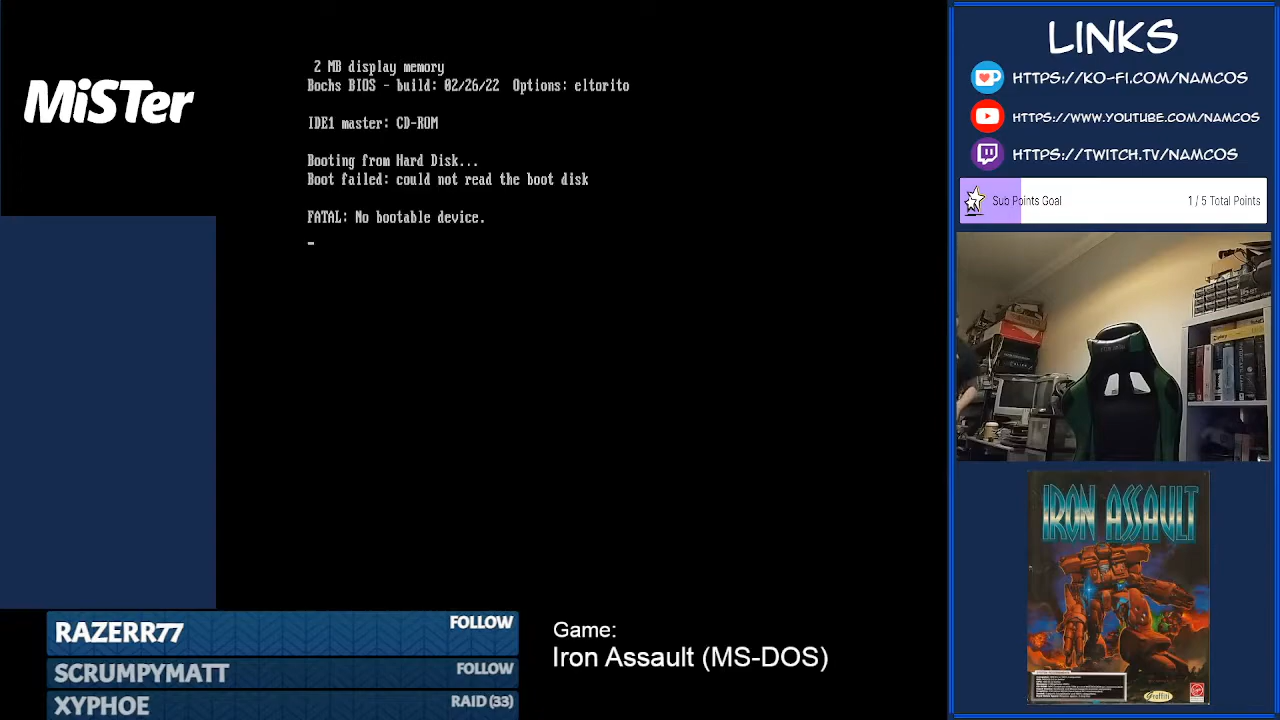 MiSTer
2 MB display memory
Bochs BIOS - build: 02/26/22  Options: eltorito
IDE1 master: CD-ROM
Booting from Hard Disk...
Boot failed: could not read the boot disk
FATAL: No bootable device.
LINKS
HTTPS://KO-FI.COM/NAMCOS
HTTPS://WWW.YOUTUBE.COM/NAMCOS
HTTPS://TWITCH.TV/NAMCOS
Sub Points Goal
1 / 5 Total Points
IRON ASSAULT
Graffiti
RAZERR77
FOLLOW
SCRUMPYMATT
FOLLOW
XYPHOE
RAID (33)
Game:
Iron Assault (MS-DOS)